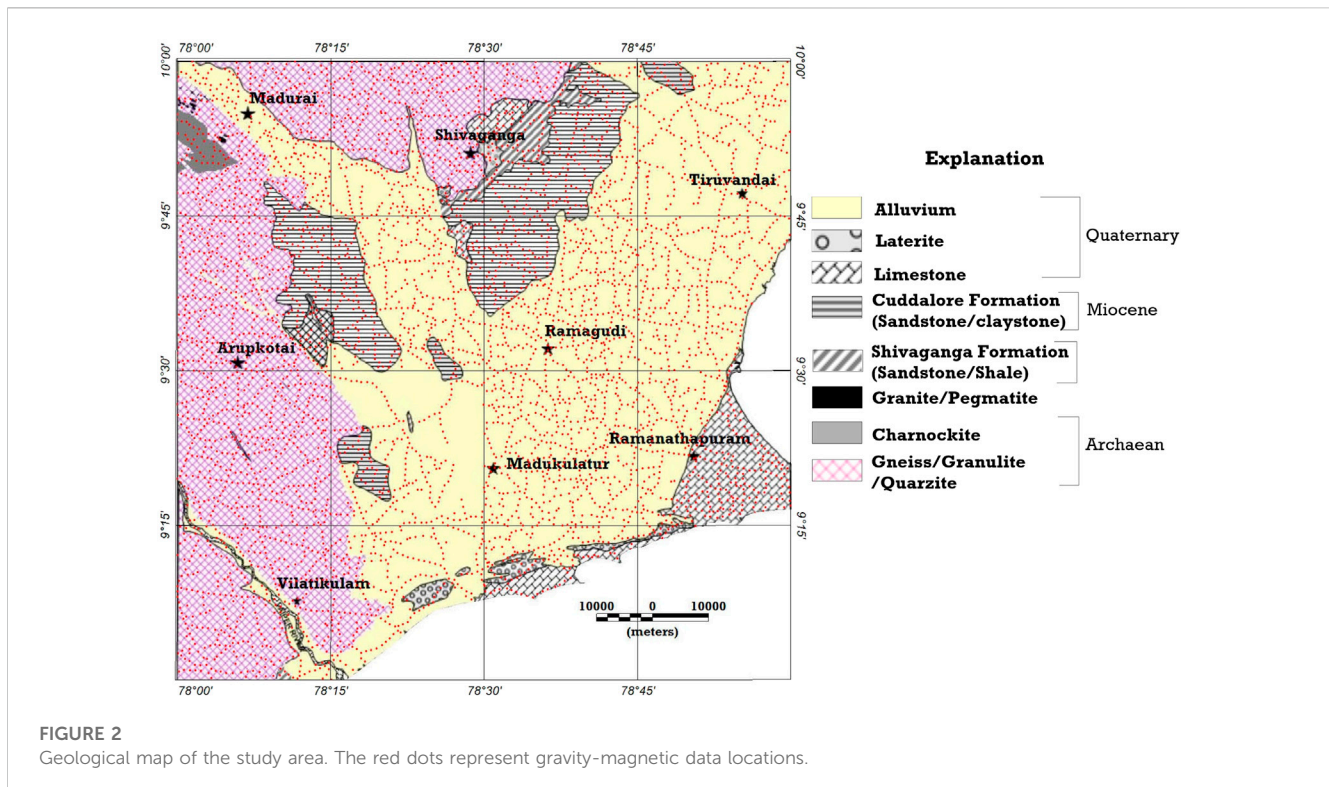 78°00'
78°15'
78°30'
78°45'
10°00'
10°00'
Madurai
Shivaganga
Tiruvandai
9°45'
9°45'
Ramagudi
Arupkotai
9°30'
9°30'
Ramanathapuram
Madukulatur
9°15'
9°15'
Vilatikulam
10000 0 10000
(meters)
78°00'
78°15'
78°30'
78°45'
Explanation
Alluvium
Laterite
Limestone
Quaternary
Cuddalore Formation
(Sandstone/claystone)
Miocene
Shivaganga Formation
(Sandstone/Shale)
Granite/Pegmatite
Charnockite
Gneiss/Granulite
/Quarzite
Archaean
FIGURE 2
Geological map of the study area. The red dots represent gravity-magnetic data locations.